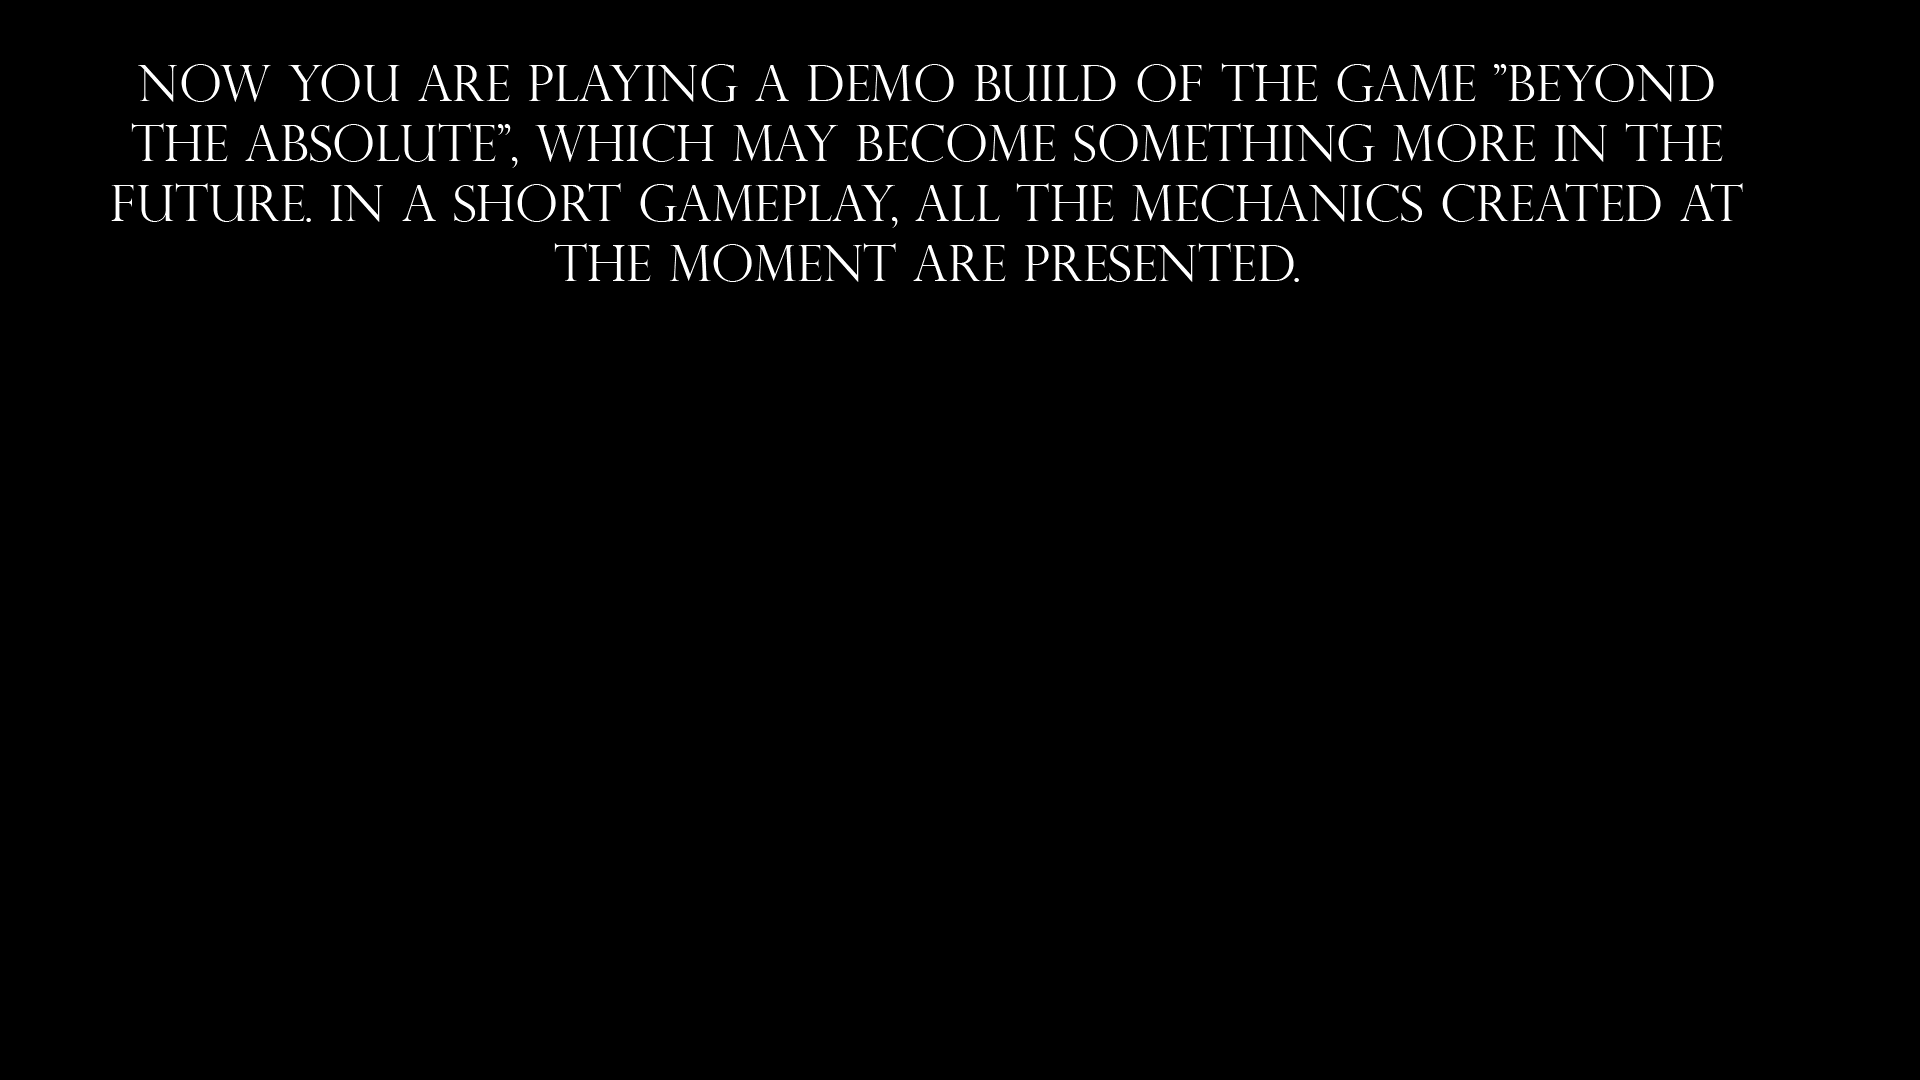 NOW YOU ARE PLAYING A DEMO BUILD OF THE GAME "BEYOND
THE ABSOLUTE", WHICH MAY BECOME SOMETHING MORE IN THE
FUTURE. IN A SHORT GAMEPLAY, ALL THE MECHANICS CREATED AT
THE MOMENT ARE PRESENTED.